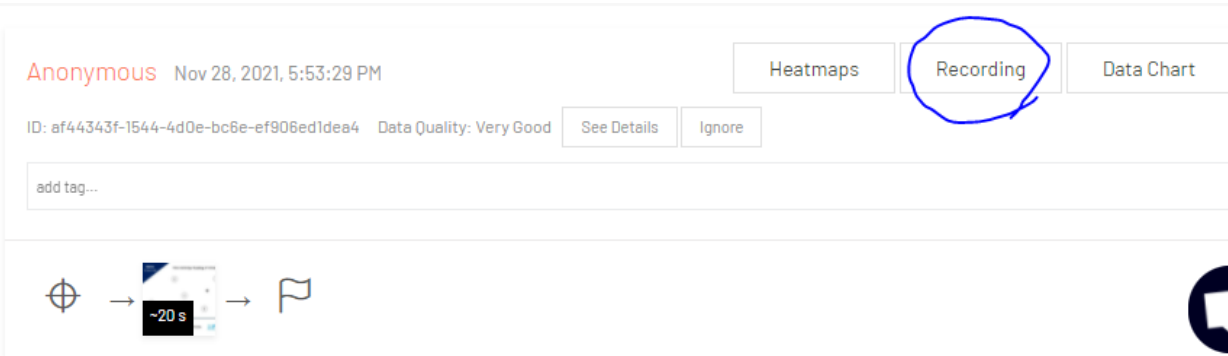 Anonymous Nov 28, 2021, 5:53:29 PM Heatmaps Recording Data Chart
ID: af44343f-1544-4d0e-bc6e-ef906ed1dea4 Data Quality: Very Good See Details Ignore
add tag...
~20 s